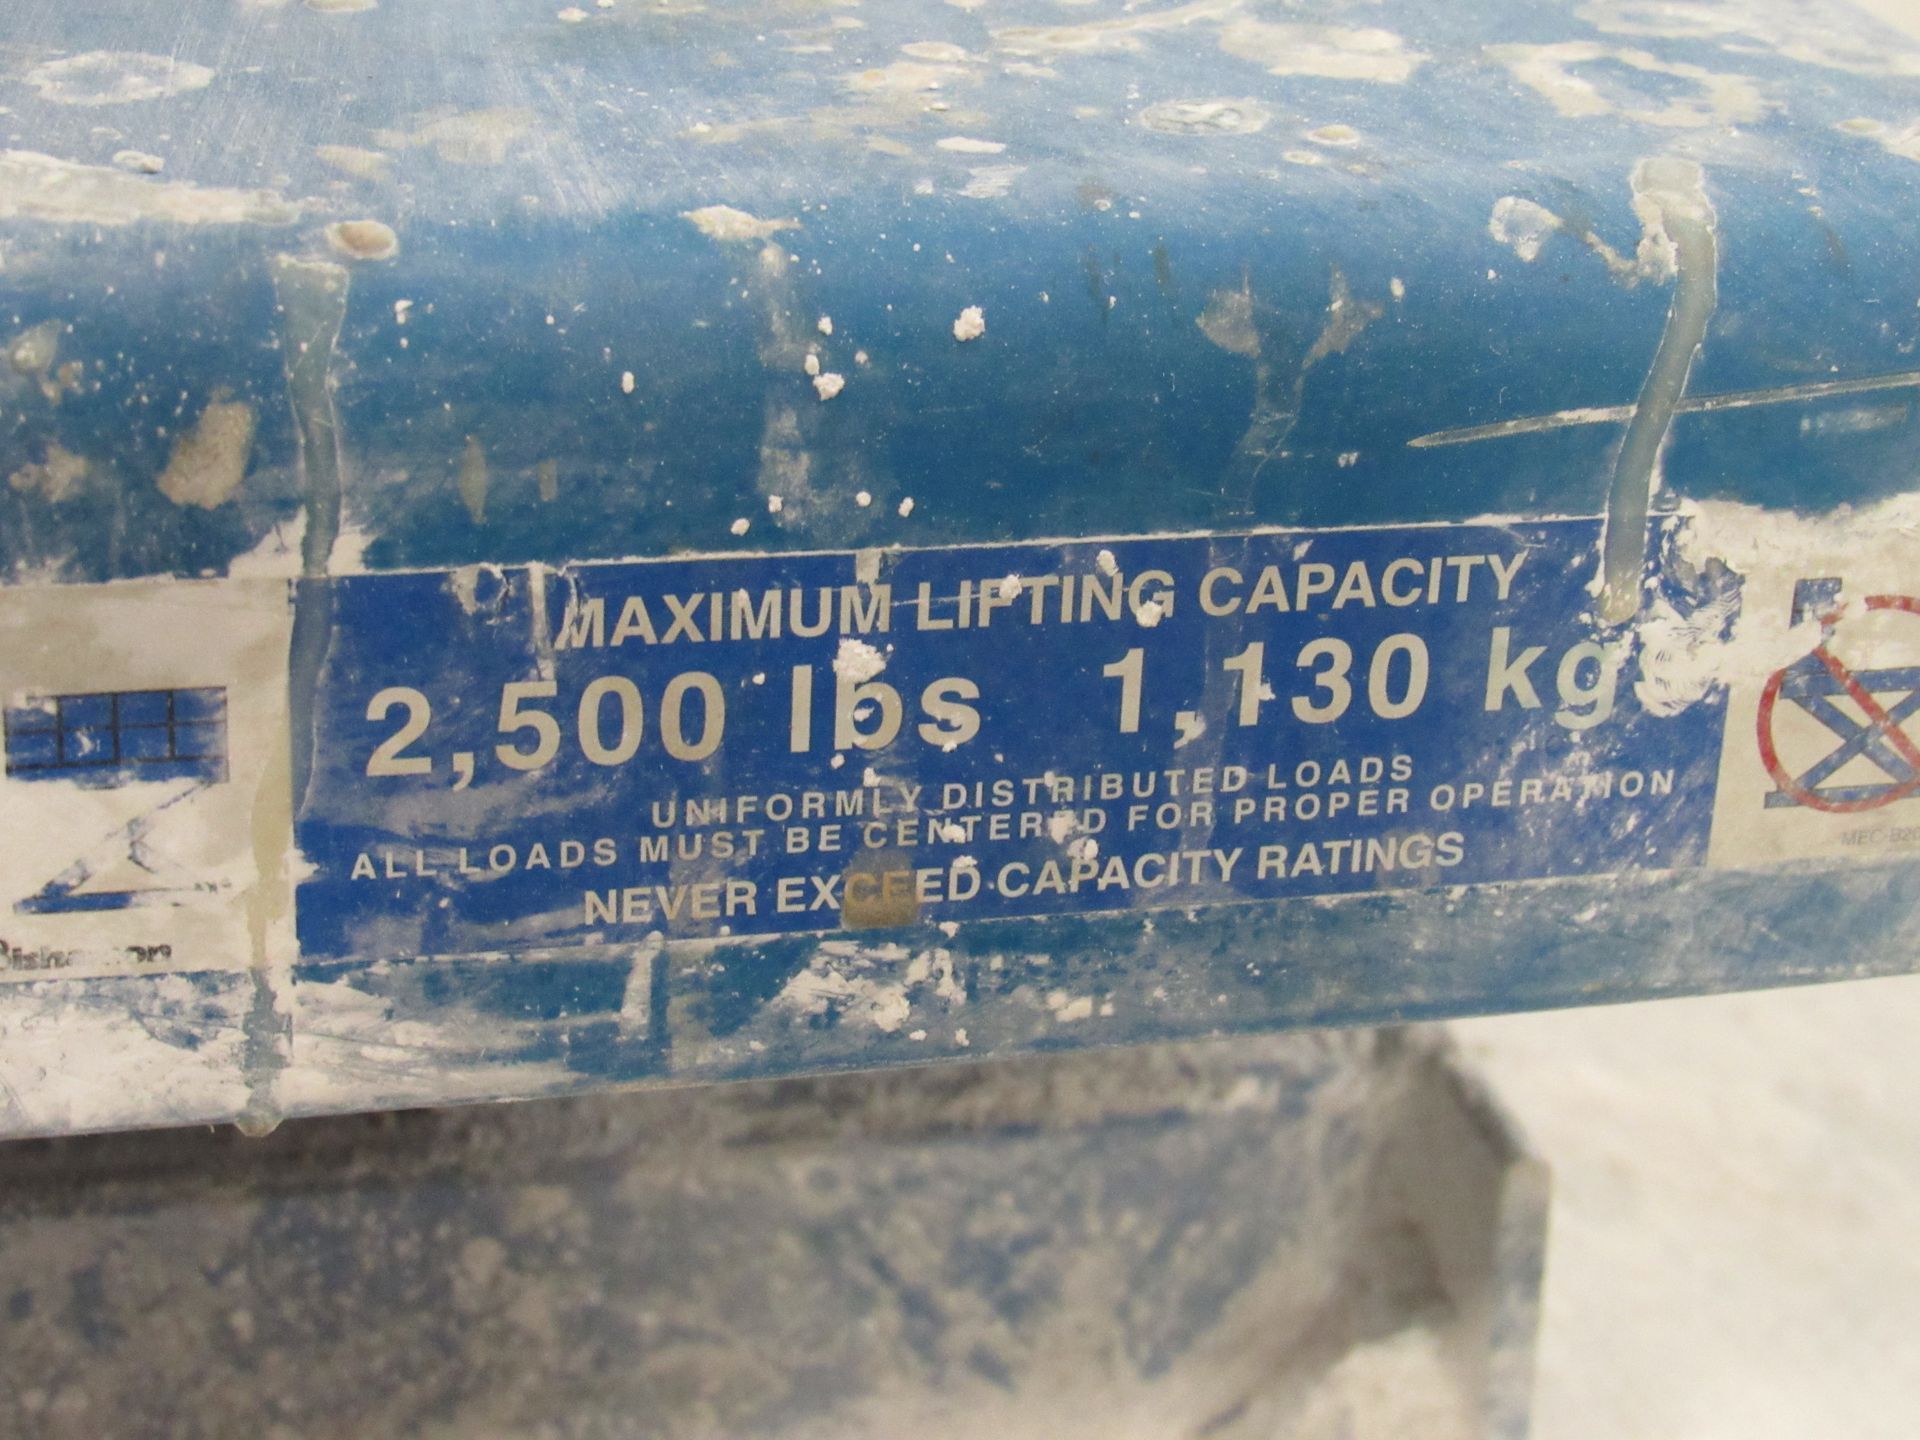 MAXIMUM LIFTING CAPACITY
2,500 lbs 1,130 kg
UNIFORMLY DISTRIBUTED LOADS
ALL LOADS MUST BE CENTERED FOR PROPER OPERATION
NEVER EXCEED CAPACITY RATINGS